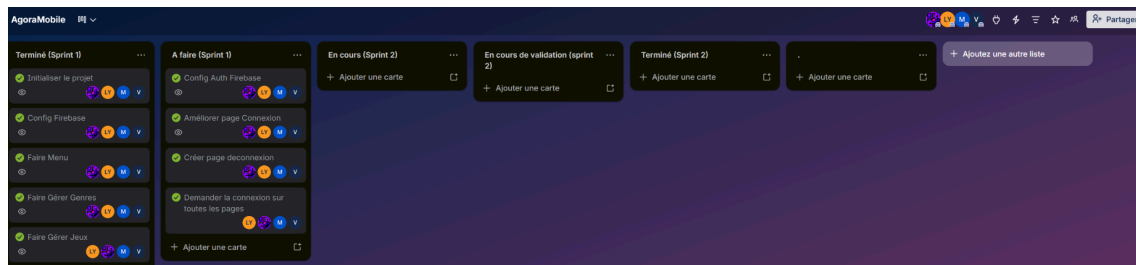 AgoraMobile
LY M V
Partager
Terminé (Sprint 1)
Initialiser le projet
LY M V
Config Firebase
LY M V
Faire Menu
LY M V
Faire Gérer Genres
LY M V
Faire Gérer Jeux
LY M V
A faire (Sprint 1)
Config Auth Firebase
LY M V
Améliorer page Connexion
LY M V
Créer page deconnexion
LY M V
Demander la connexion sur
toutes les pages
LY M V
+ Ajouter une carte
En cours (Sprint 2)
+ Ajouter une carte
En cours de validation (sprint
2)
+ Ajouter une carte
Terminé (Sprint 2)
+ Ajouter une carte
.
+ Ajouter une carte
+ Ajoutez une autre liste